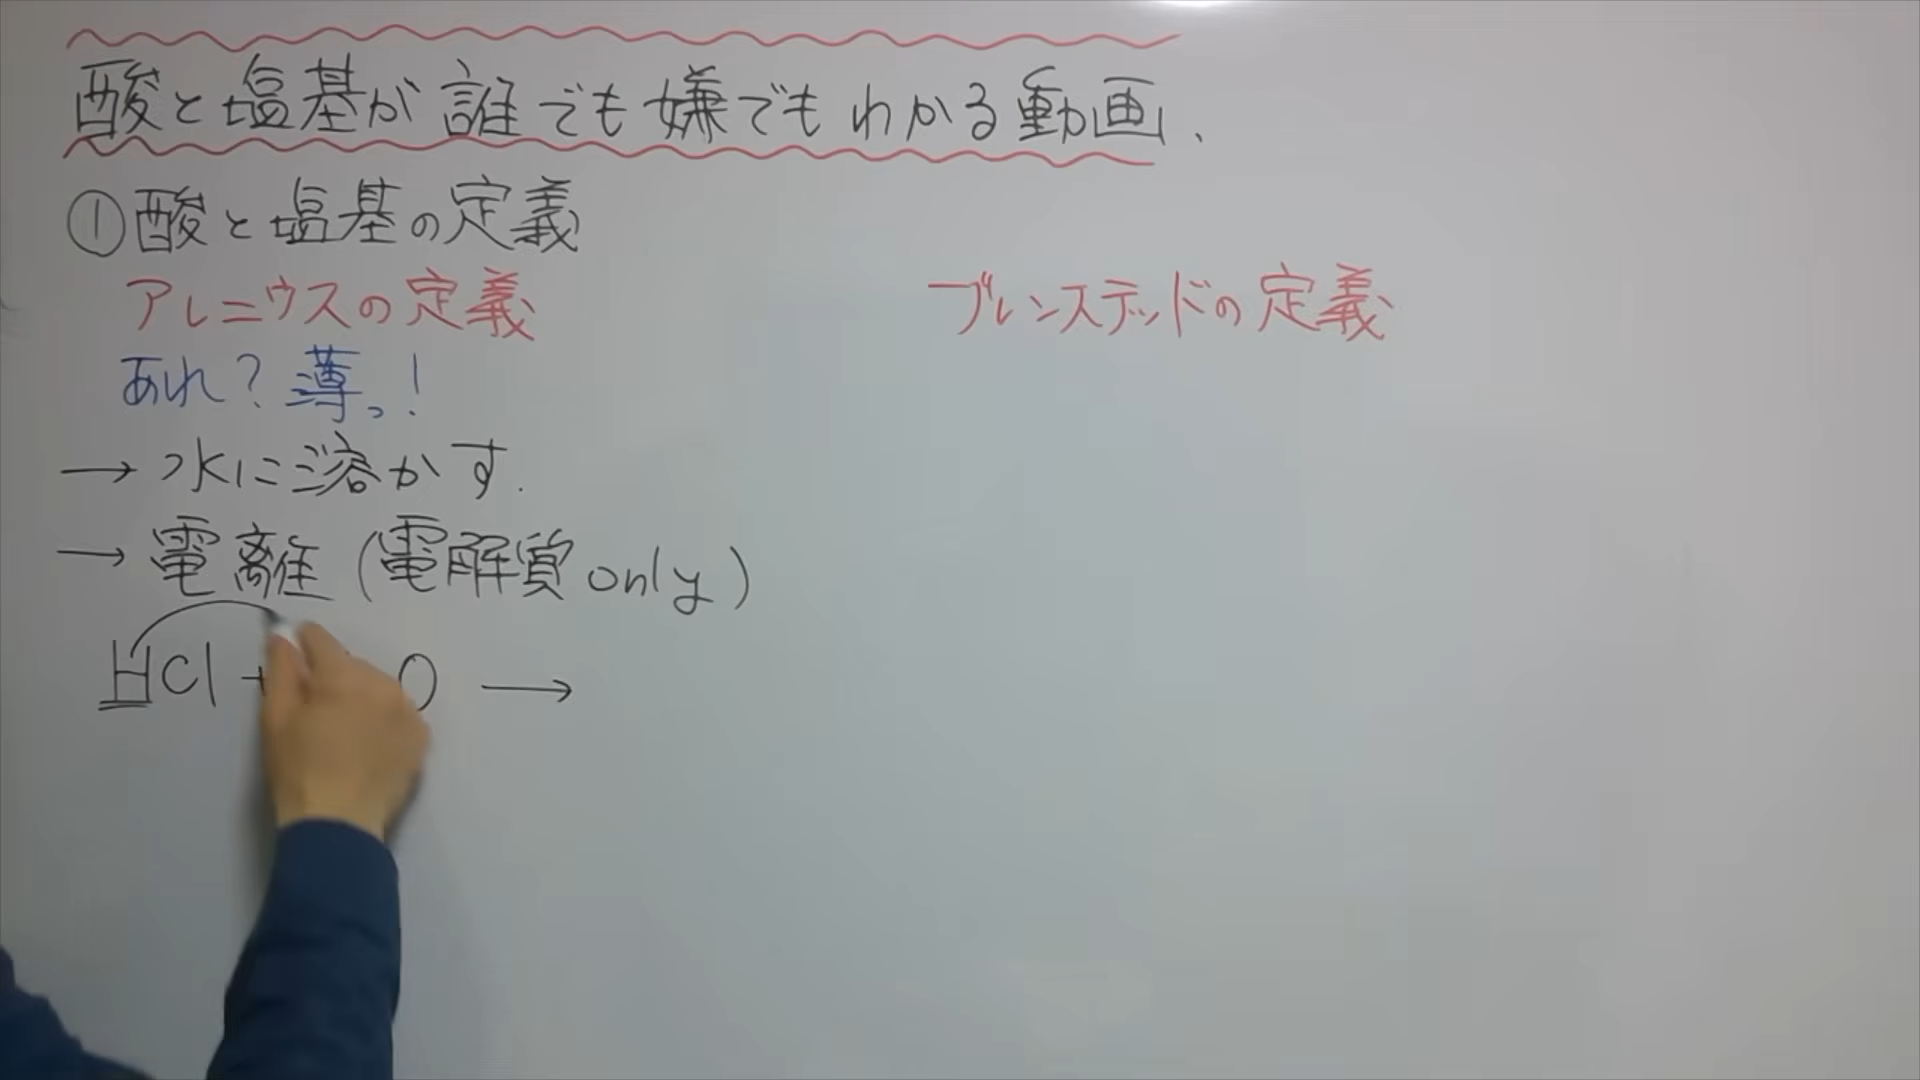 酸と塩基が誰でも嫌でもわかる動画.
①酸と塩基の定義
アレニウスの定義
ブレンステッドの定義
あれ?薄っ!
→水に溶かす.
→電離(電解質only)
HCl + O →